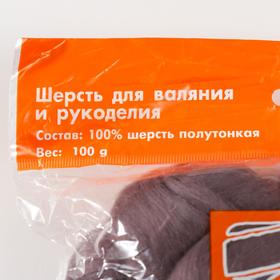 Шерсть для валяния
и рукоделия
Состав: 100% шерсть полутонкая
Вес: 100 g